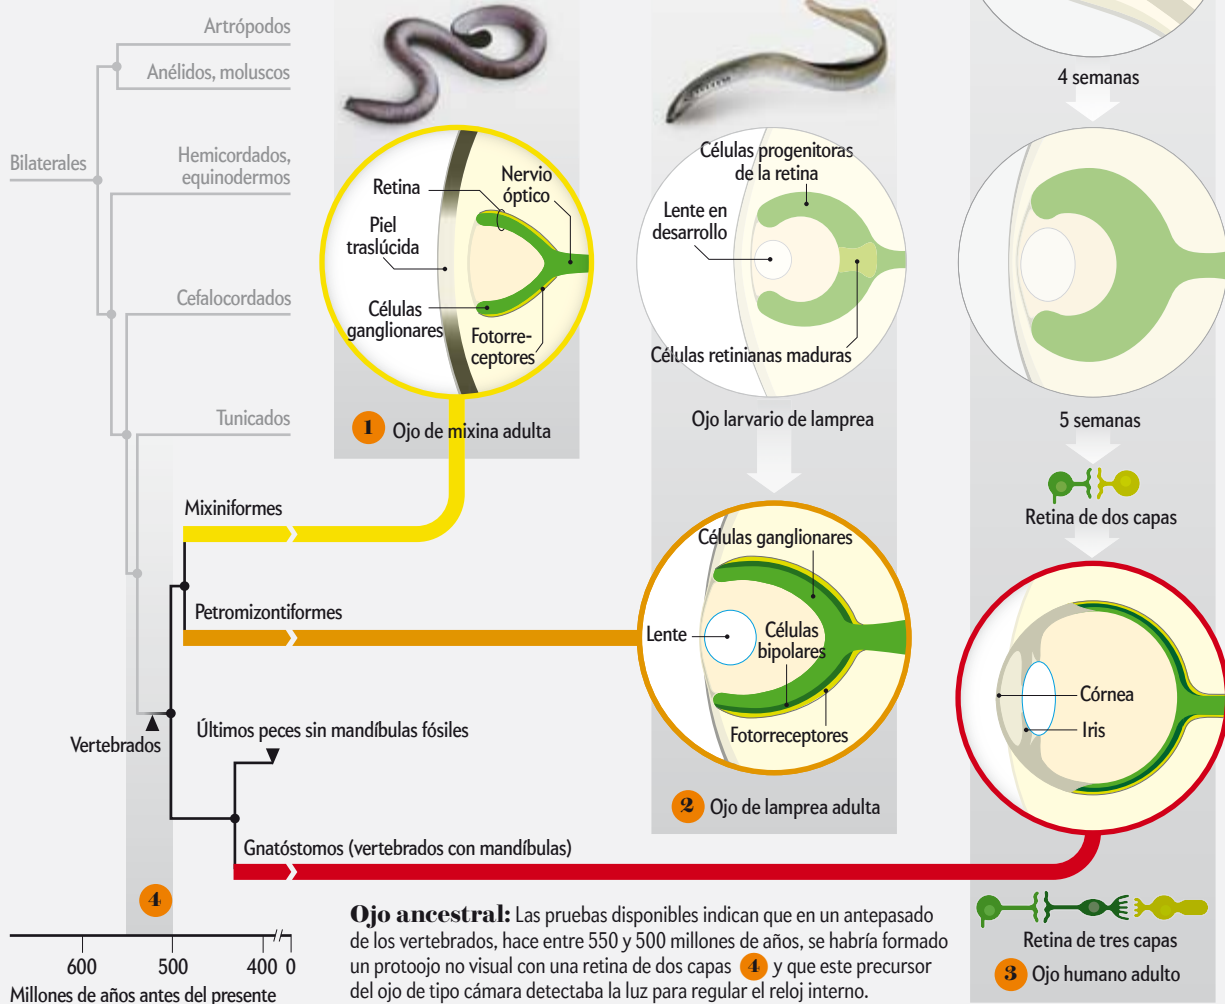 Artrópodos
Anélidos, moluscos
Bilaterales
Hemicordados,
equinodermos
Cefalocordados
Tunicados
Retina
Nervio
óptico
Piel
traslúcida
Células
ganglionares
Fotorre-
ceptores
1 Ojo de mixina adulta
Células progenitoras
de la retina
Lente en
desarrollo
Células retinianas maduras
Ojo larvario de lamprea
4 semanas
5 semanas
Retina de dos capas
Mixiniformes
Petromizontiformes
Células ganglionares
Lente
Células
bipolares
Fotorreceptores
2 Ojo de lamprea adulta
Córnea
Iris
Vertebrados
Últimos peces sin mandíbulas fósiles
Gnatóstomos (vertebrados con mandíbulas)
Retina de tres capas
3 Ojo humano adulto
4
600 500 400 0
Millones de años antes del presente
Ojo ancestral: Las pruebas disponibles indican que en un antepasado
de los vertebrados, hace entre 550 y 500 millones de años, se habría formado
un protoojo no visual con una retina de dos capas 4 y que este precursor
del ojo de tipo cámara detectaba la luz para regular el reloj interno.